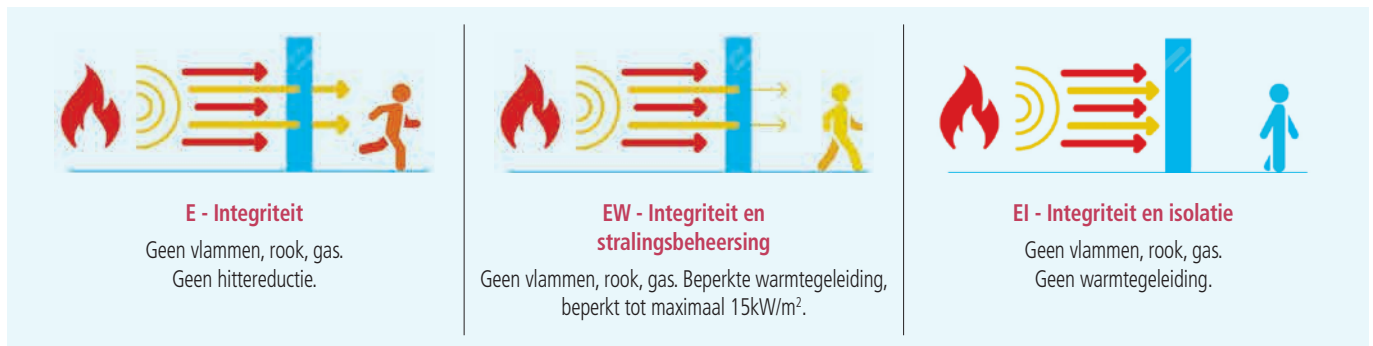 E - Integriteit
Geen vlammen, rook, gas.
Geen hittereductie.
EW - Integriteit en
stralingsbeheersing
Geen vlammen, rook, gas. Beperkte warmtegeleiding,
beperkt tot maximaal 15kW/m².
EI - Integriteit en isolatie
Geen vlammen, rook, gas.
Geen warmtegeleiding.